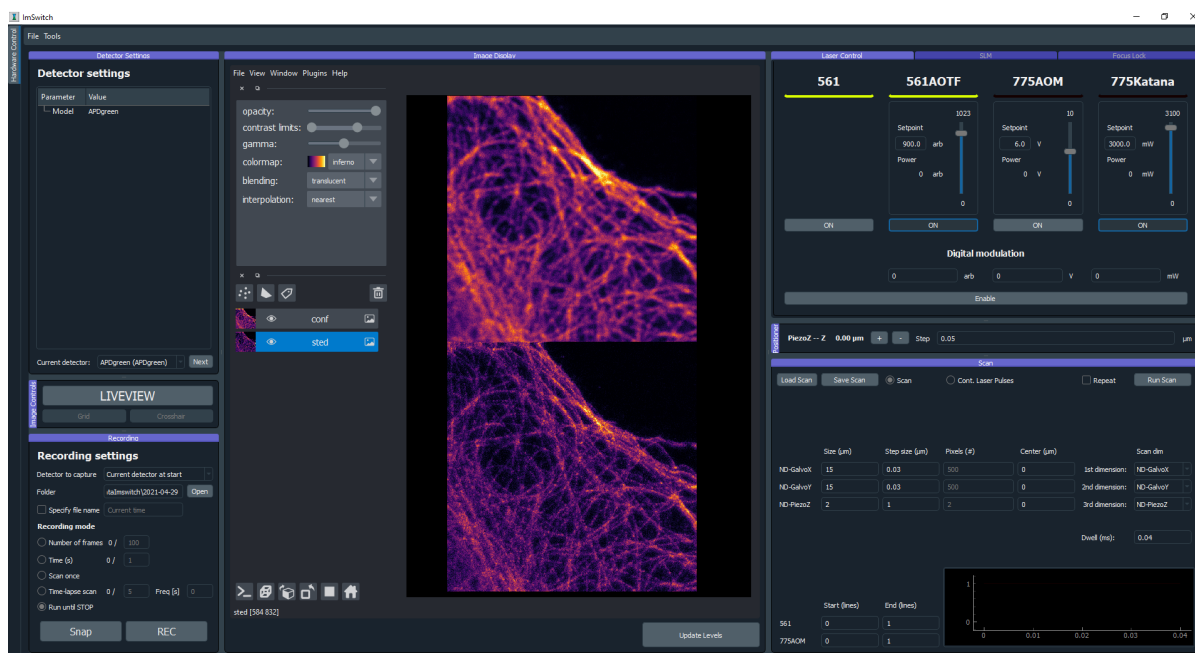 ImSwitch
Hardware Control
File Tools
Detector Settings
Detector settings
Parameter Value
Model APDgreen
Current detector: APDgreen (APDgreen) Next
Image Controls
LIVEVIEW
Grid Crosshair
Recording
Recording settings
Detector to capture Current detector at start
Folder \2021-04-29 Open
Specify file name Current time
Recording mode
Number of frames 0 / 100
Time (s) 0 / 1
Scan once
Time-lapse scan 0 / 5 Freq [s] 0
Run until STOP
Snap REC
Image Display
File View Window Plugins Help
opacity:
contrast limits:
gamma:
colormap: inferno
blending: translucent
interpolation: nearest
conf
sted
sted [584 832]
Update Levels
Laser Control SLM Focus Lock
561 561AOTF 775AOM 775Katana
1023 10 3100
Setpoint Setpoint Setpoint
900.0 arb 6.0 V 3000.0 mW
Power Power Power
0 arb 0 V 0 mW
0 0 0
ON ON ON ON
Digital modulation
0 arb 0 V 0 mW
Enable
Positioner
PiezoZ -- Z 0.00 µm + - Step 0.05 µm
Scan
Load Scan Save Scan Scan Cont. Laser Pulses Repeat Run Scan
Size (µm) Step size (µm) Pixels (#) Center (µm) Scan dim
ND-GalvoX 15 0.03 500 0 1st dimension: ND-GalvoX
ND-GalvoY 15 0.03 500 0 2nd dimension: ND-GalvoY
ND-PiezoZ 2 1 2 0 3rd dimension: ND-PiezoZ
Dwell (ms): 0.04
Start (lines) End (lines)
561 0 1
775AOM 0 1
1
0
0 0.01 0.02 0.03 0.04